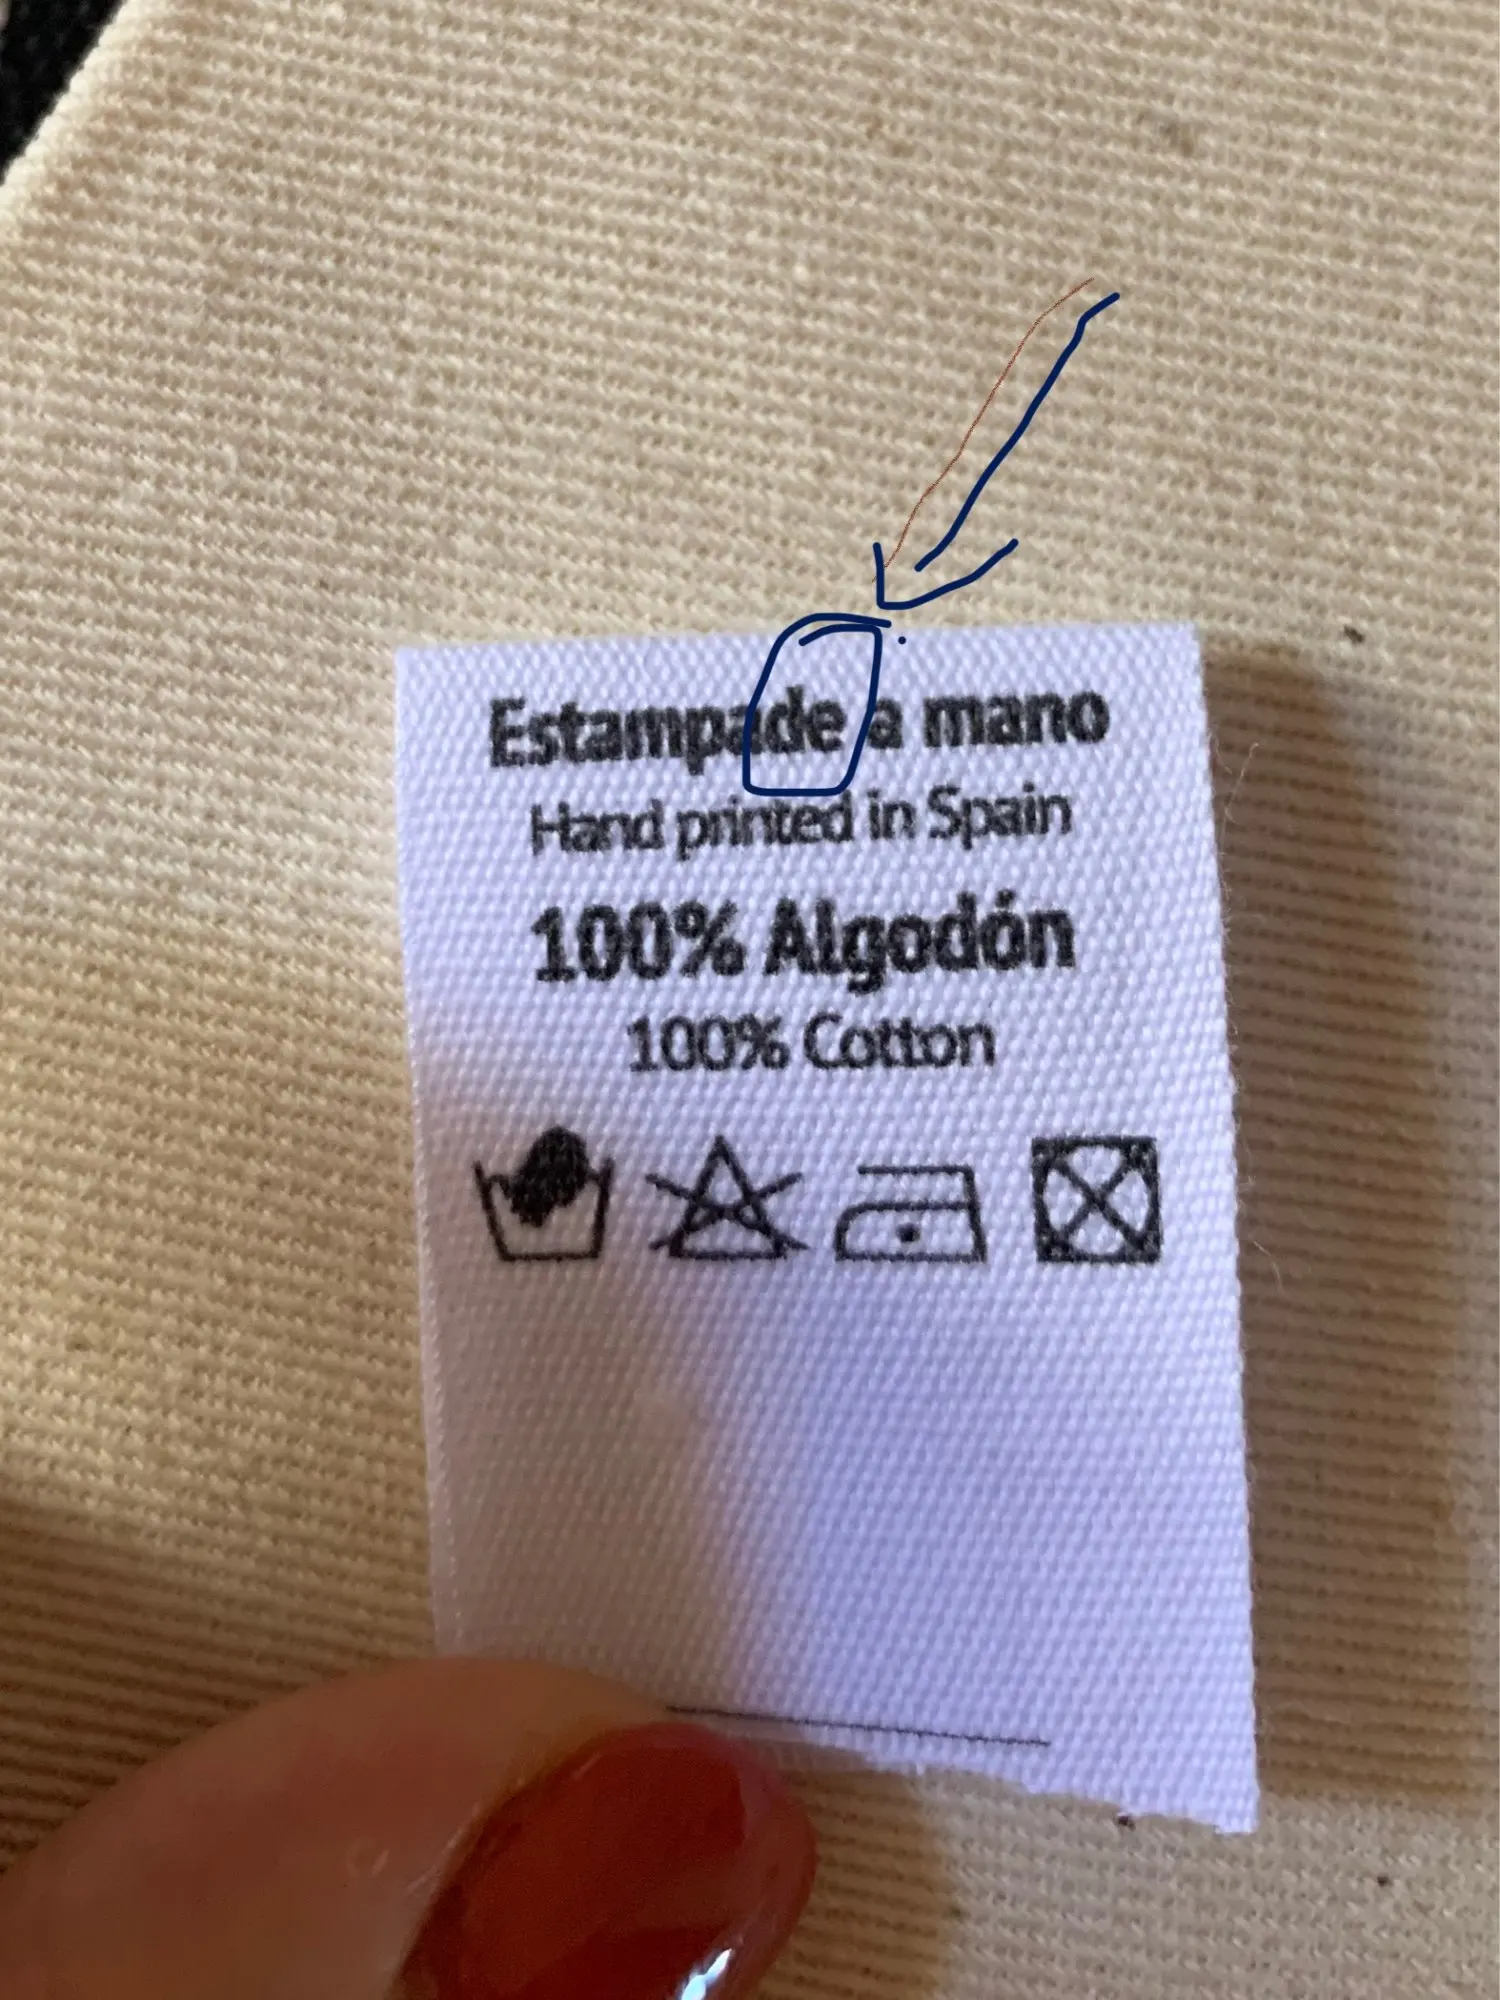 Estampade a mano
Hand printed in Spain
100% Algodón
100% Cotton